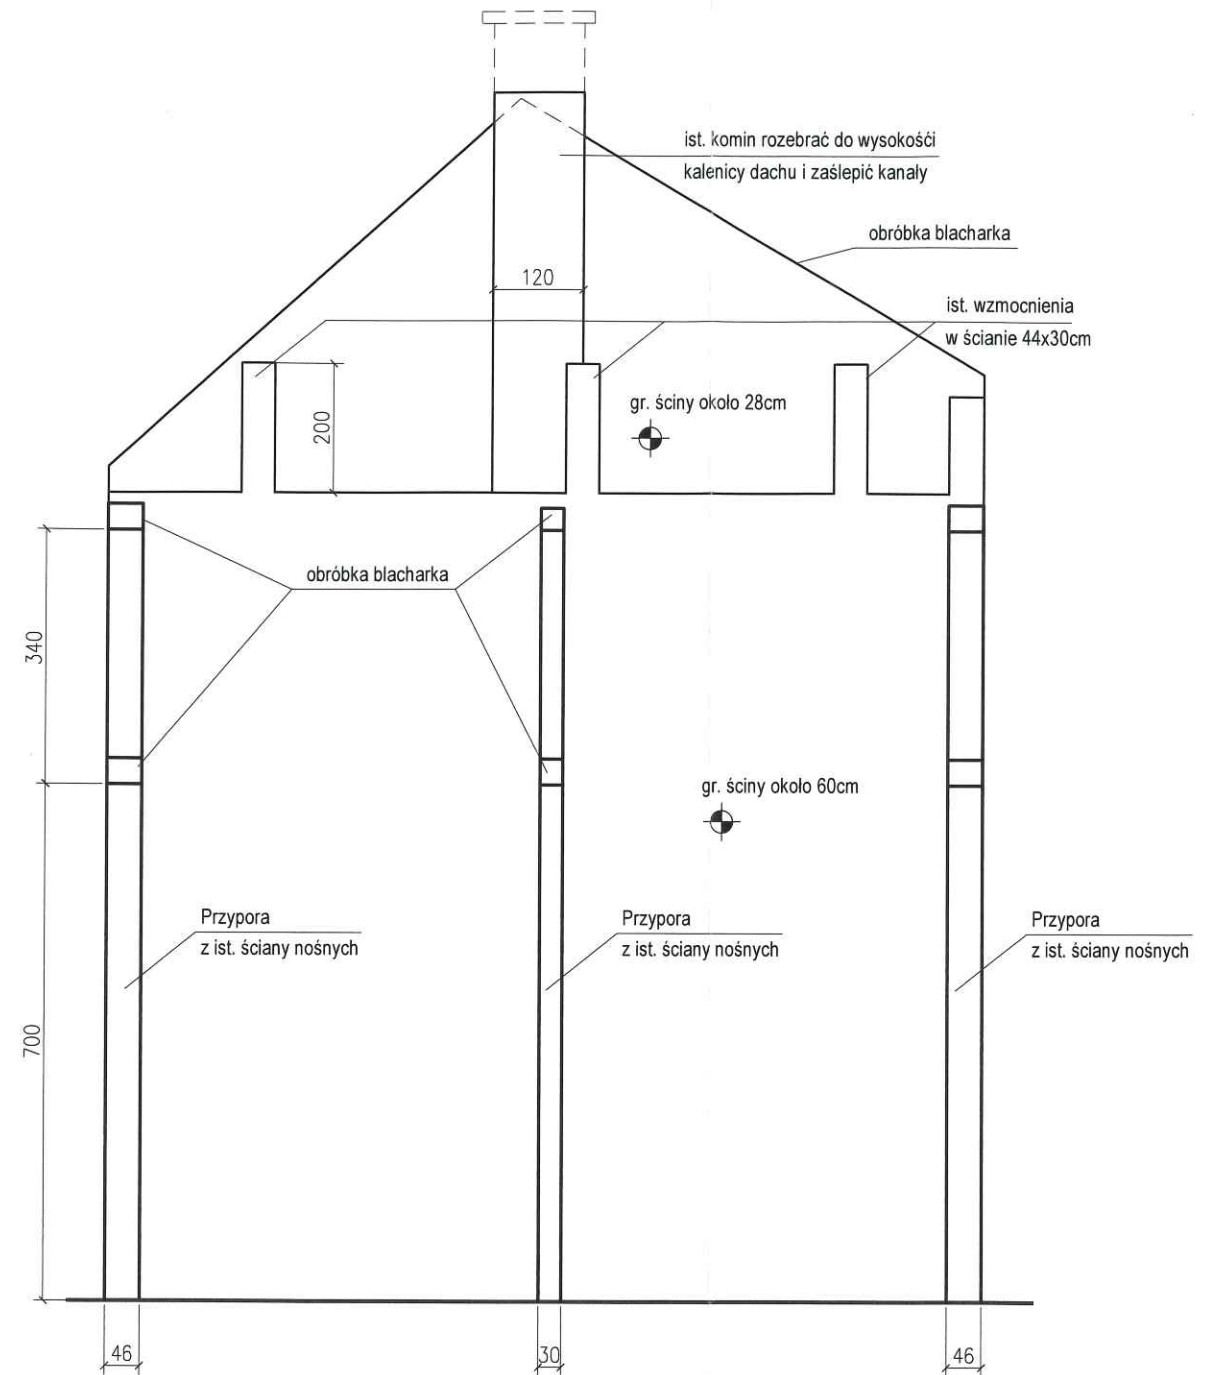 ist. komin rozebrać do wysokośći
kalenicy dachu i zaślepić kanały
obróbka blacharka
120
ist. wzmocnienia
w ścianie 44x30cm
gr. ściny około 28cm
200
obróbka blacharka
340
gr. ściny około 60cm
Przypora
z ist. ściany nośnych
Przypora
z ist. ściany nośnych
Przypora
z ist. ściany nośnych
700
46
30
46